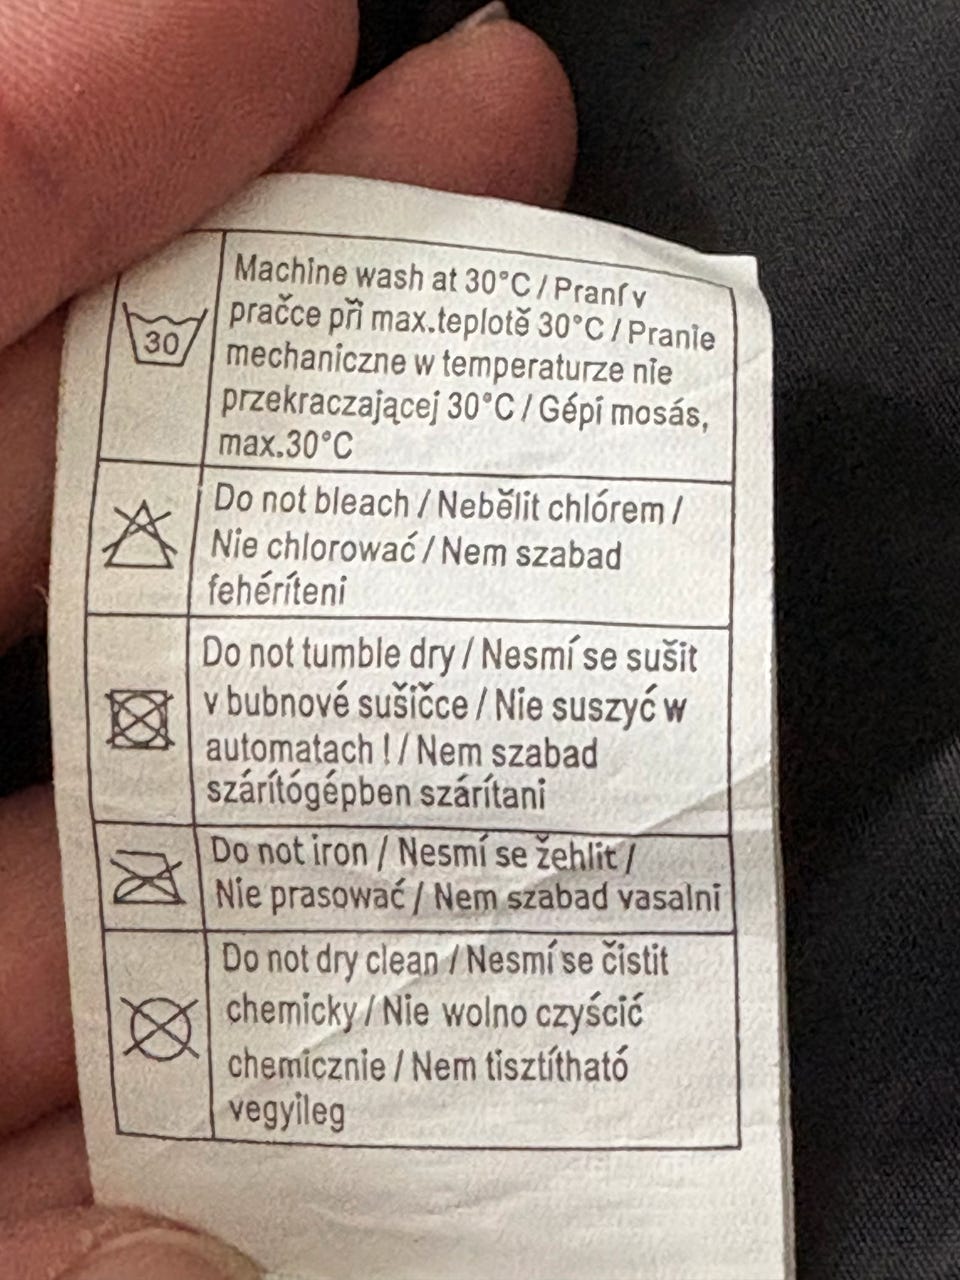 Machine wash at 30°C / Praní v
30
pračce při max.teplotě 30°C / Pranie
mechaniczne w temperaturze nie
przekraczającej 30°C / Gépi mosás,
max.30°C
Do not bleach / Nebělit chlórem /
Nie chlorować / Nem szabad
fehéríteni
Do not tumble dry / Nesmí se sušit
v bubnové sušičce / Nie suszyć w
automatach ! / Nem szabad
szárítógépben szárítani
Do not iron / Nesmí se žehlit /
Nie prasować / Nem szabad vasalni
Do not dry clean / Nesmí se čistit
chemicky / Nie wolno czyścić
chemicznie / Nem tisztítható
vegyileg